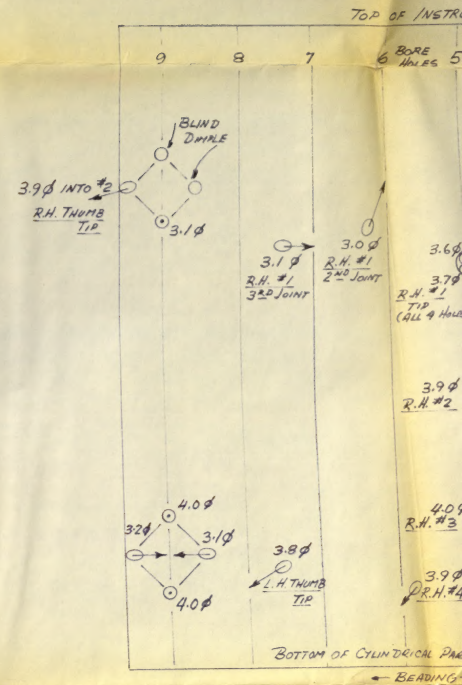 TOP OF INSTRU
9 8 7 6 BORE HOLES 5
BLIND
DIMPLE
3.9ø INTO #2
R.H. THUMB
TIP
3.1ø
3.1ø
R.H. #1
3RD JOINT
3.0ø
R.H. #1
2ND JOINT
3.6ø
3.7ø
R.H. #1
TIP
(ALL 4 HOLE
3.9ø
R.H. #2
4.0ø
3.2ø
3.1ø
4.0ø
3.8ø
L.H. THUMB
TIP
4.0ø
R.H. #3
3.9ø
R.H. #4
BOTTOM OF CYLINDRICAL PAR
← BEADING